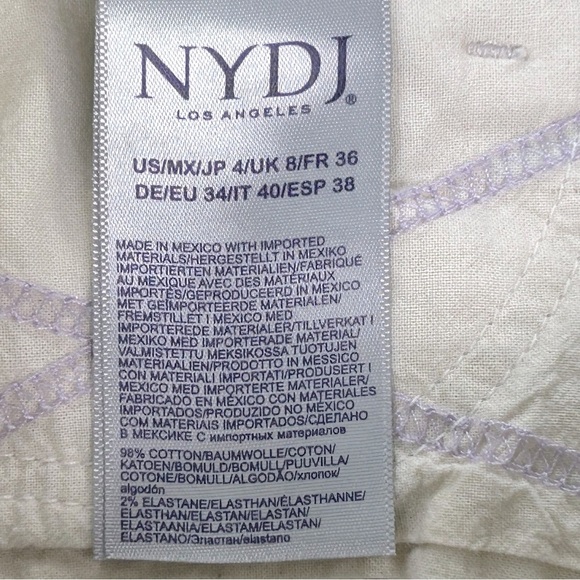 NYDJ®
LOS ANGELES
US/MX/JP 4/UK 8/FR 36
DE/EU 34/IT 40/ESP 38
MADE IN MEXICO WITH IMPORTED
MATERIALS/HERGESTELLT IN MEXIKO
IMPORTIERTEN MATERIALIEN/FABRIQUÉ
AU MEXIQUE AVEC DES MATÉRIAUX
IMPORTÉS/GEPRODUCEERD IN MEXICO
MET GEÏMPORTEERDE MATERIALEN/
FREMSTILLET I MEXICO MED
IMPORTEREDE MATERIALER/TILLVERKAT I
MEXIKO MED IMPORTERADE MATERIAL/
VALMISTETTU MEKSIKOSSA TUOTUJEN
MATERIAALIEN/PRODOTTO IN MESSICO
CON MATERIALI IMPORTATI/PRODUSERT I
MEXICO MED IMPORTERTE MATERIALER/
FABRICADO EN MÉXICO CON MATERIALES
IMPORTADOS/PRODUZIDO NO MÉXICO
COM MATERIAIS IMPORTADOS/СДЕЛАНО
В МЕКСИКЕ С импортных материалов
98% COTTON/BAUMWOLLE/COTON/
KATOEN/BOMULD/BOMULL/PUUVILLA/
COTONE/BOMULL/ALGODÃO/хлопок/
algodón
2% ELASTANE/ELASTHAN/ÉLASTHANNE/
ELASTHAN/ELASTAN/ELASTAN/
ELASTAANIA/ELASTAM/ELASTAN/
ELASTANO/Эластан/elastano